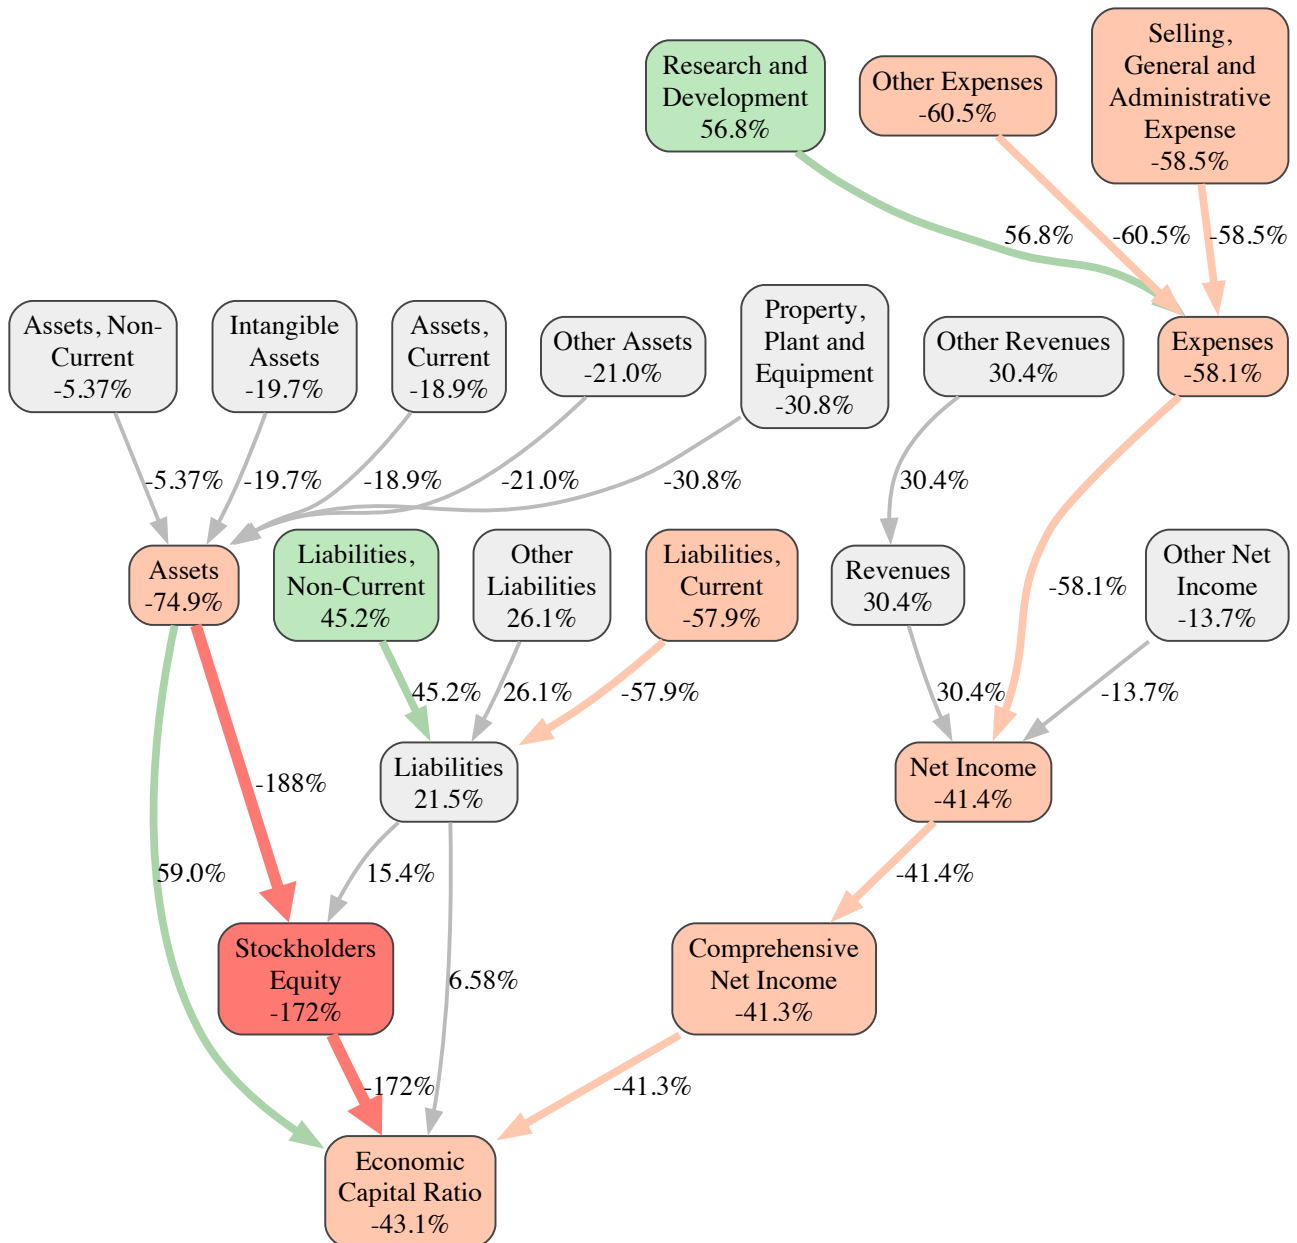 Research and
Development
56.8%
Other Expenses
-60.5%
Selling,
General and
Administrative
Expense
-58.5%
56.8%
-60.5%
-58.5%
Assets, Non-
Current
-5.37%
Intangible
Assets
-19.7%
Assets,
Current
-18.9%
Other Assets
-21.0%
Property,
Plant and
Equipment
-30.8%
Other Revenues
30.4%
Expenses
-58.1%
-5.37%
-19.7%
-18.9%
-21.0%
-30.8%
30.4%
Assets
-74.9%
Liabilities,
Non-Current
45.2%
Other
Liabilities
26.1%
Liabilities,
Current
-57.9%
Revenues
30.4%
-58.1%
Other Net
Income
-13.7%
45.2%
26.1%
-57.9%
30.4%
-13.7%
-188%
Liabilities
21.5%
Net Income
-41.4%
59.0%
15.4%
-41.4%
Stockholders
Equity
-172%
6.58%
Comprehensive
Net Income
-41.3%
-172%
-41.3%
Economic
Capital Ratio
-43.1%